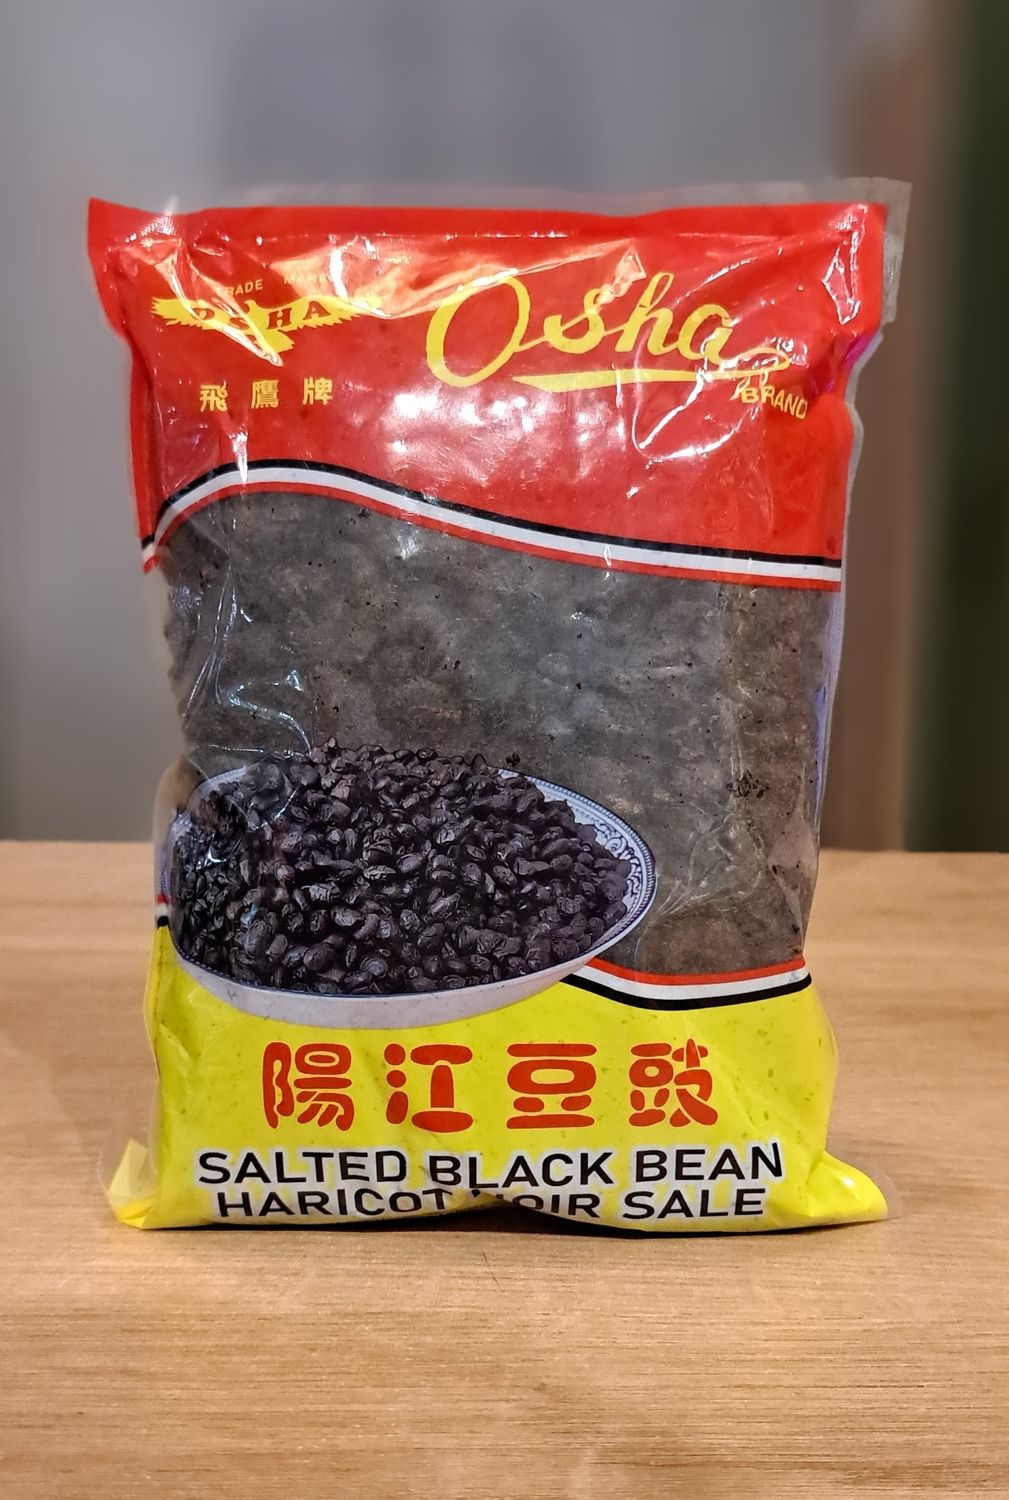 TRADE MARK
OSHA
飛鷹牌
Osha
BRAND
陽江豆豉
SALTED BLACK BEAN
HARICOT NOIR SALE